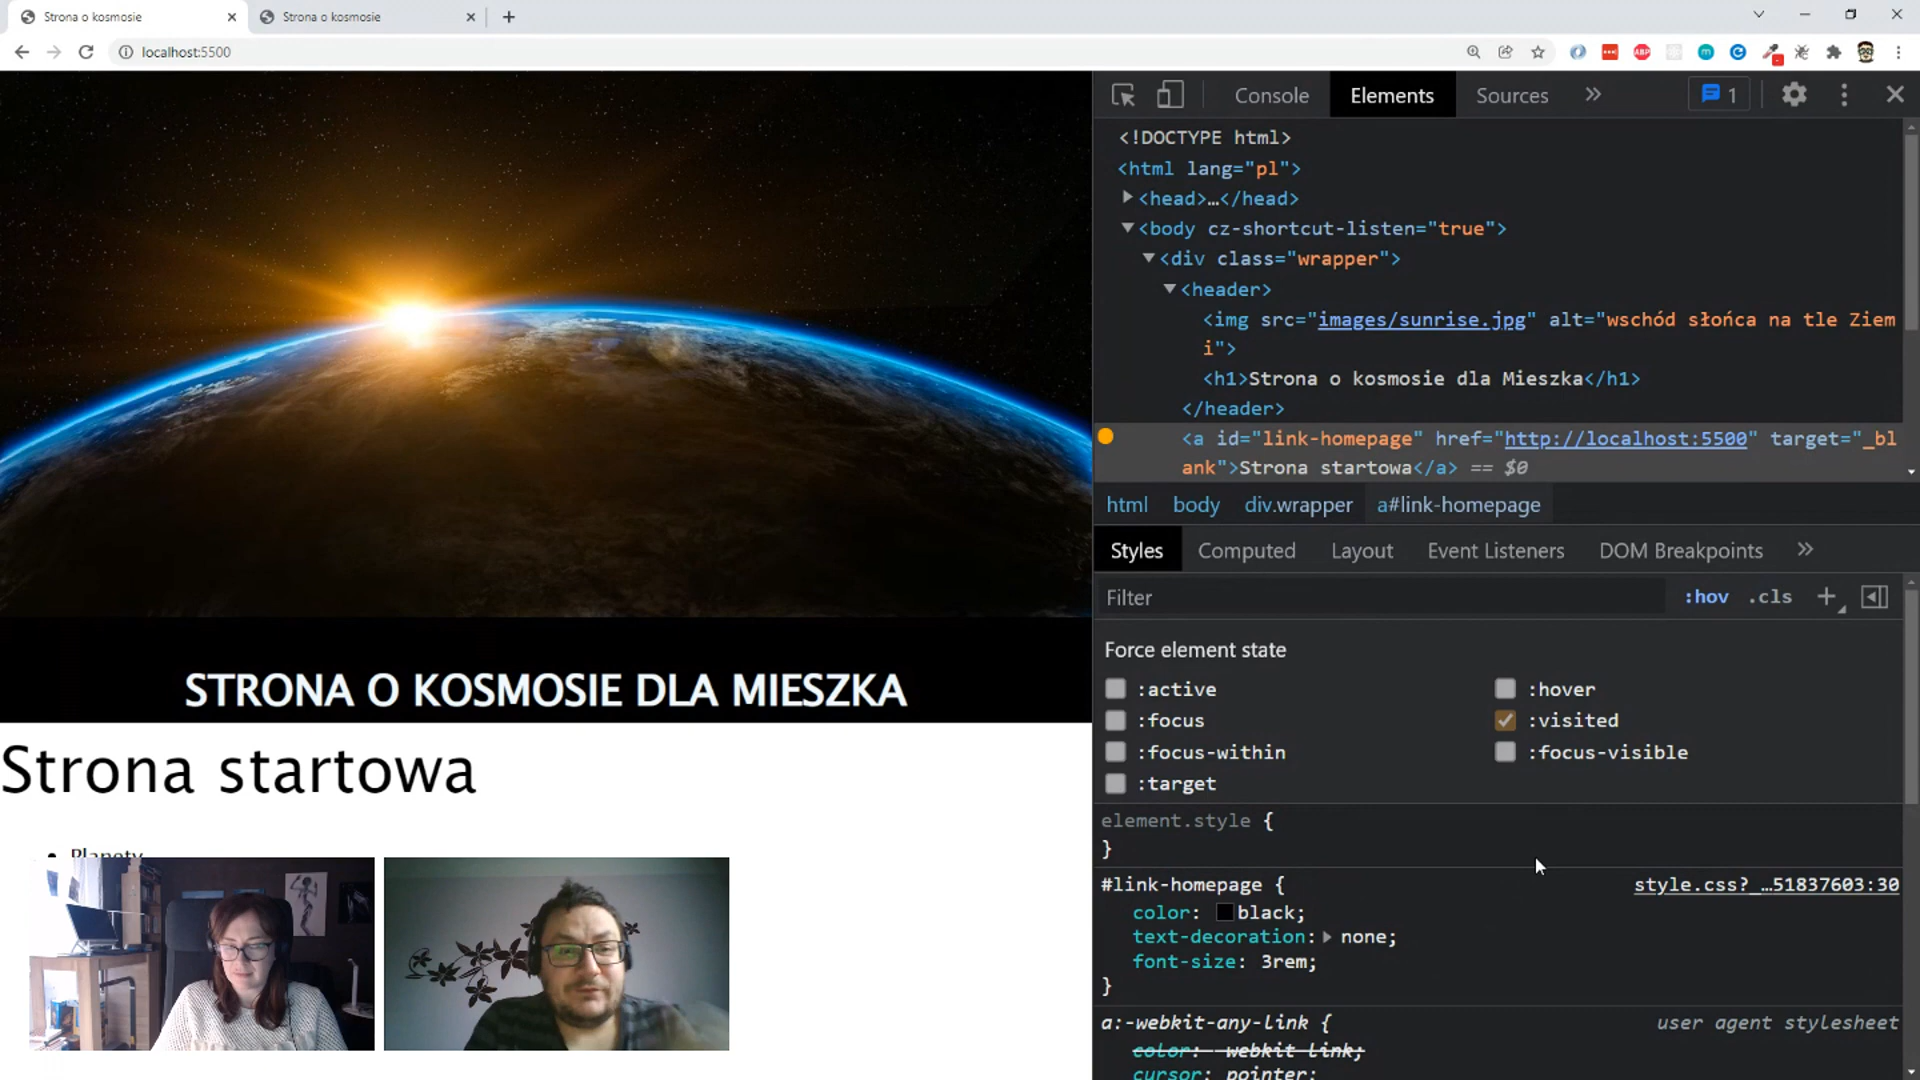 Strona o kosmosie
Strona o kosmosie
localhost:5500
STRONA O KOSMOSIE DLA MIESZKA
Strona startowa
Planety
Console
Elements
Sources
1
<!DOCTYPE html>
<html lang="pl">
<head>…</head>
<body cz-shortcut-listen="true">
<div class="wrapper">
<header>
<img src="images/sunrise.jpg" alt="wschód słońca na tle Ziem
i">
<h1>Strona o kosmosie dla Mieszka</h1>
</header>
<a id="link-homepage" href="http://localhost:5500" target="_bl
ank">Strona startowa</a> == $0
html body div.wrapper a#link-homepage
Styles Computed Layout Event Listeners DOM Breakpoints
Filter :hov .cls
Force element state
:active :hover
:focus :visited
:focus-within :focus-visible
:target
element.style {
}
#link-homepage { style.css?_…51837603:30
color: black;
text-decoration: none;
font-size: 3rem;
}
a:-webkit-any-link { user agent stylesheet
color: -webkit-link;
cursor: pointer;